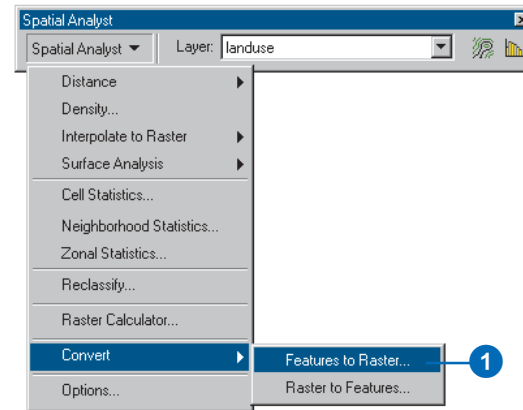 Spatial Analyst
Spatial Analyst Layer: landuse
Distance
Density...
Interpolate to Raster
Surface Analysis
Cell Statistics...
Neighborhood Statistics...
Zonal Statistics...
Reclassify...
Raster Calculator...
Convert
Features to Raster... 1
Options...
Raster to Features...